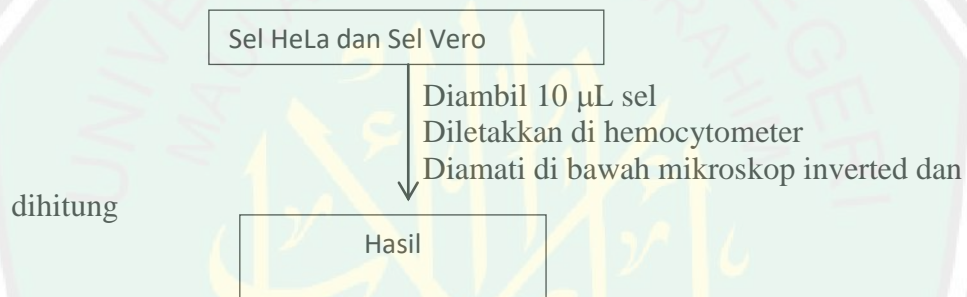 Sel HeLa dan Sel Vero
Diambil 10 µL sel
Diletakkan di hemocytometer
Diamati di bawah mikroskop inverted dan
dihitung
Hasil